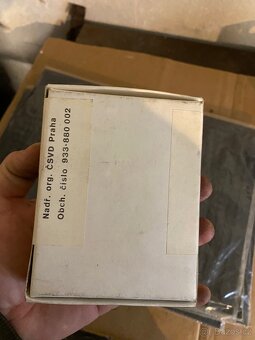 Nadř. org. ČSVD Praha
Obch. číslo 933-880 002